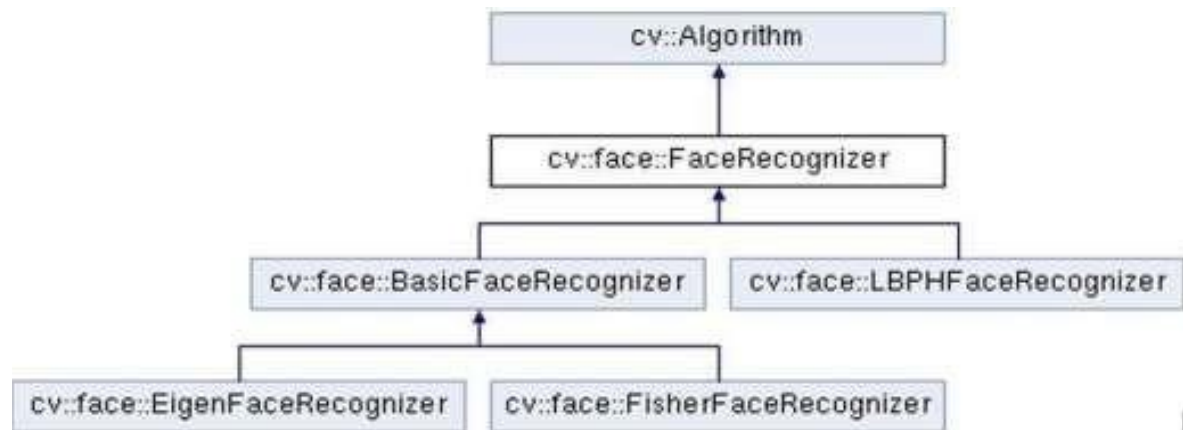 cv::Algorithm
cv::face::FaceRecognizer
cv::face::BasicFaceRecognizer
cv::face::LBPHFaceRecognizer
cv::face::EigenFaceRecognizer
cv::face::FisherFaceRecognizer